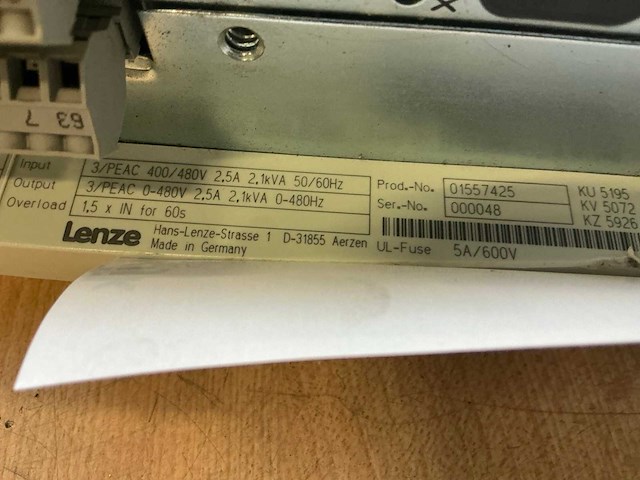 63 7
Input 3/PEAC 400/480V 2,5A 2,1kVA 50/60Hz
Output 3/PEAC 0-480V 2,5A 2,1kVA 0-480Hz
Overload 1,5 x IN for 60s
Lenze Hans-Lenze-Strasse 1 D-31855 Aerzen
Made in Germany
Prod.-No. 01557425
Ser.-No. 000048
UL-Fuse 5A/600V
KU 5195
KV 5072
KZ 5926